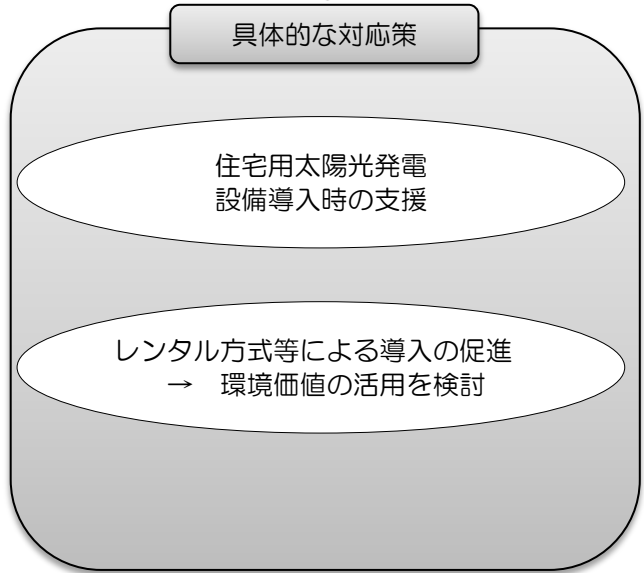 具体的な対応策
住宅用太陽光発電
設備導入時の支援
レンタル方式等による導入の促進
→　環境価値の活用を検討